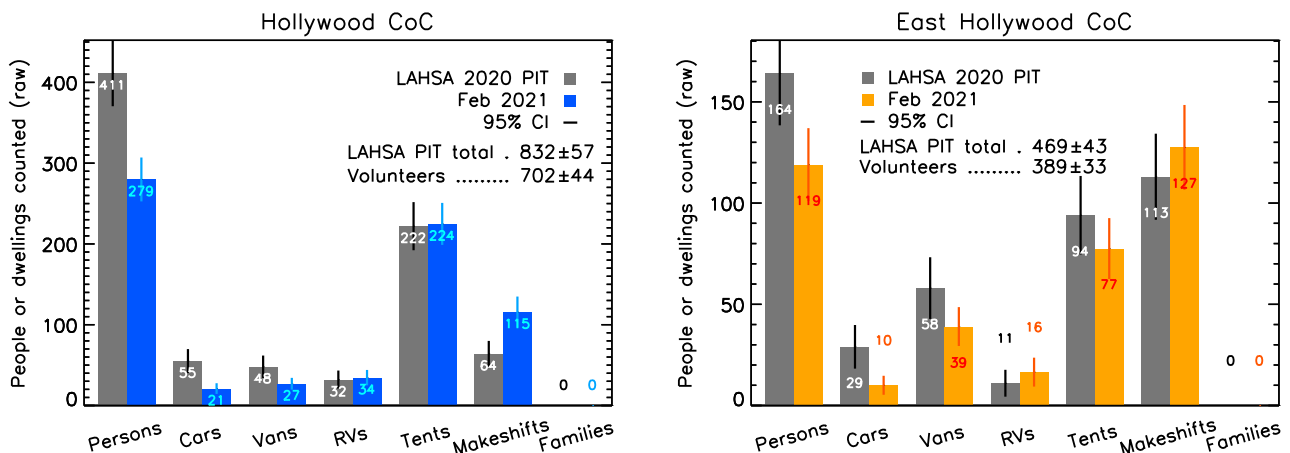 Hollywood CoC
People or dwellings counted (raw)
400
300
200
100
0
LAHSA 2020 PIT
Feb 2021
95% CI
LAHSA PIT total . 832±57
Volunteers ......... 702±44
411
279
55
21
48
27
32
34
222
224
64
115
0
0
Persons
Cars
Vans
RVs
Tents
Makeshifts
Families
East Hollywood CoC
People or dwellings counted (raw)
150
100
50
0
LAHSA 2020 PIT
Feb 2021
95% CI
LAHSA PIT total . 469±43
Volunteers ......... 389±33
164
119
29
10
58
39
11
16
94
77
113
127
0
0
Persons
Cars
Vans
RVs
Tents
Makeshifts
Families